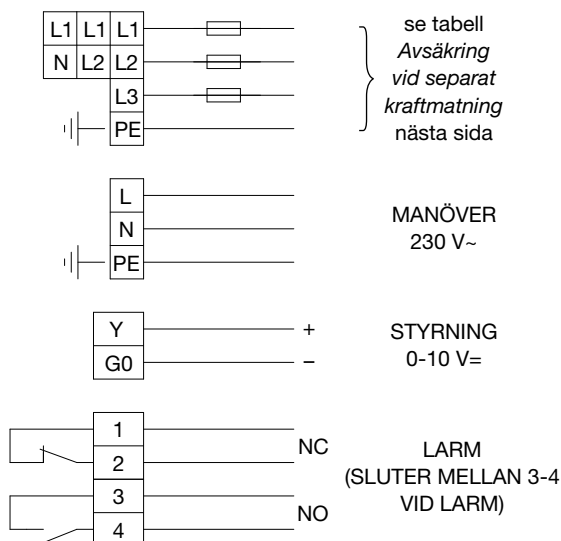 L1 L1 L1
N L2 L2
L3
PE
se tabell
Avsäkring
vid separat
kraftmatning
nästa sida
L
N
PE
MANÖVER
230 V~
Y +
G0 –
STYRNING
0-10 V=
1
2
NC
3
4
NO
LARM
(SLUTER MELLAN 3-4
VID LARM)